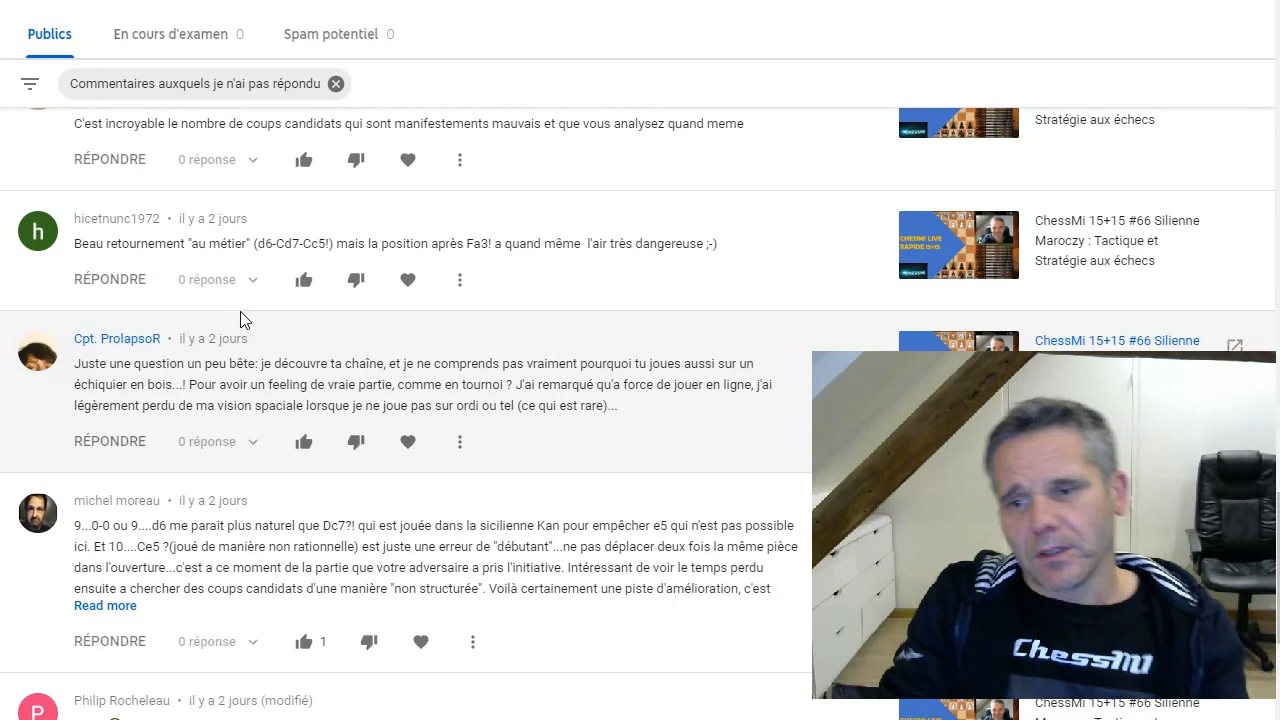 Publics
En cours d'examen 0
Spam potentiel 0
Commentaires auxquels je n'ai pas répondu
C'est incroyable le nombre de coups candidats qui sont manifestement mauvais et que vous analysez quand m
Stratégie aux échecs
RÉPONDRE 0 réponse
hicetnunc1972 • il y a 2 jours
Beau retournement (d6-Cd7-Cc5!) mais la position après Fa3! a quand même l'air très dangereuse ;-)
CHESSMI LIVE
RAPIDE 15+15
CHESSMI
ChessMi 15+15 #66 Silienne
Maroczy : Tactique et
Stratégie aux échecs
RÉPONDRE 0 réponse
Cpt. ProlapsoR • il y a 2 jours
Juste une question un peu bête: je découvre ta chaîne, et je ne comprends pas vraiment pourquoi tu joues aussi sur un
échiquier en bois...! Pour avoir un feeling de vraie partie, comme en tournoi ? J'ai remarqué qu'a force de jouer en ligne, j'ai
légèrement perdu de ma vision spaciale lorsque je ne joue pas sur ordi ou tel (ce qui est rare)...
ChessMi 15+15 #66 Silienne
RÉPONDRE 0 réponse
michel moreau • il y a 2 jours
9...0-0 ou 9....d6 me parait plus naturel que Dc7?! qui est jouée dans la sicilienne Kan pour empêcher e5 qui n'est pas possible
ici. Et 10....Ce5 ?(joué de manière non rationnelle) est juste une erreur de "débutant"...ne pas déplacer deux fois la même pièce
dans l'ouverture...c'est a ce moment de la partie que votre adversaire a pris l'initiative. Intéressant de voir le temps perdu
ensuite a chercher des coups candidats d'une manière "non structurée". Voilà certainement une piste d'amélioration, c'est
Read more
RÉPONDRE 0 réponse 1
Philip Rocheleau • il y a 2 jours (modifié)
ChessMi 15+15 #66 Silienne
h
P
ChessMi